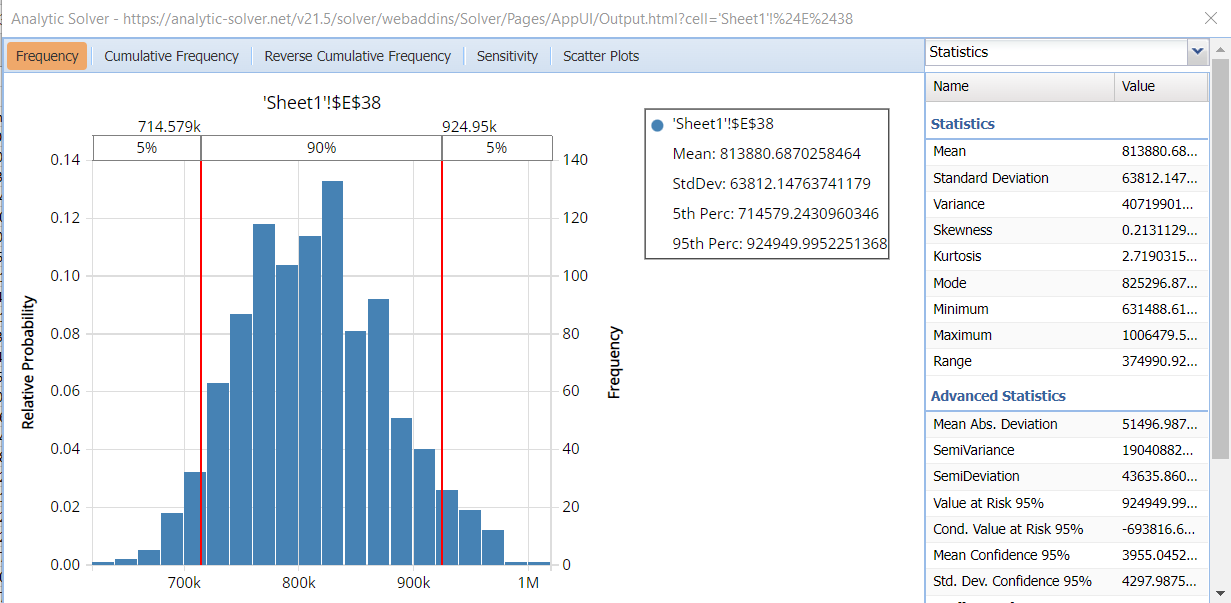 Analytic Solver - https://analytic-solver.net/v21.5/solver/webaddins/Solver/Pages/AppUI/Output.html?cell='Sheet1'!%24E%2438
Frequency Cumulative Frequency Reverse Cumulative Frequency Sensitivity Scatter Plots
'Sheet1'!$E$38
714.579k 924.95k
5% 90% 5%
0.14 140
0.12 120
0.10 100
0.08 80
0.06 60
0.04 40
0.02 20
0.00 0
Relative Probability
Frequency
700k 800k 900k 1M
'Sheet1'!$E$38
Mean: 813880.6870258464
StdDev: 63812.14763741179
5th Perc: 714579.2430960346
95th Perc: 924949.9952251368
Statistics
Name Value
Statistics
Mean 813880.68...
Standard Deviation 63812.147...
Variance 40719901...
Skewness 0.2131129...
Kurtosis 2.7190315...
Mode 825296.87...
Minimum 631488.61...
Maximum 1006479.5...
Range 374990.92...
Advanced Statistics
Mean Abs. Deviation 51496.987...
SemiVariance 19040882...
SemiDeviation 43635.860...
Value at Risk 95% 924949.99...
Cond. Value at Risk 95% -693816.6...
Mean Confidence 95% 3955.0452...
Std. Dev. Confidence 95% 4297.9875...